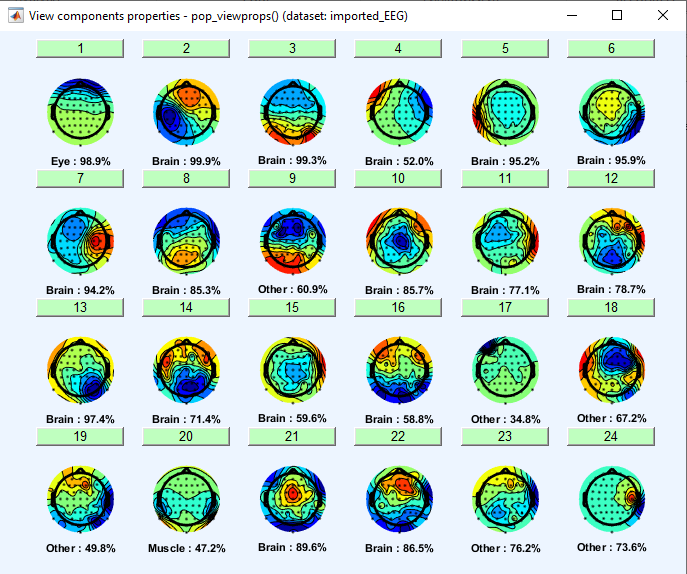 View components properties - pop_viewprops() (dataset: imported_EEG)
1 2 3 4 5 6
Eye : 98.9% Brain : 99.9% Brain : 99.3% Brain : 52.0% Brain : 95.2% Brain : 95.9%
7 8 9 10 11 12
Brain : 94.2% Brain : 85.3% Other : 60.9% Brain : 85.7% Brain : 77.1% Brain : 78.7%
13 14 15 16 17 18
Brain : 97.4% Brain : 71.4% Brain : 59.6% Brain : 58.8% Other : 34.8% Other : 67.2%
19 20 21 22 23 24
Other : 49.8% Muscle : 47.2% Brain : 89.6% Brain : 86.5% Other : 76.2% Other : 73.6%